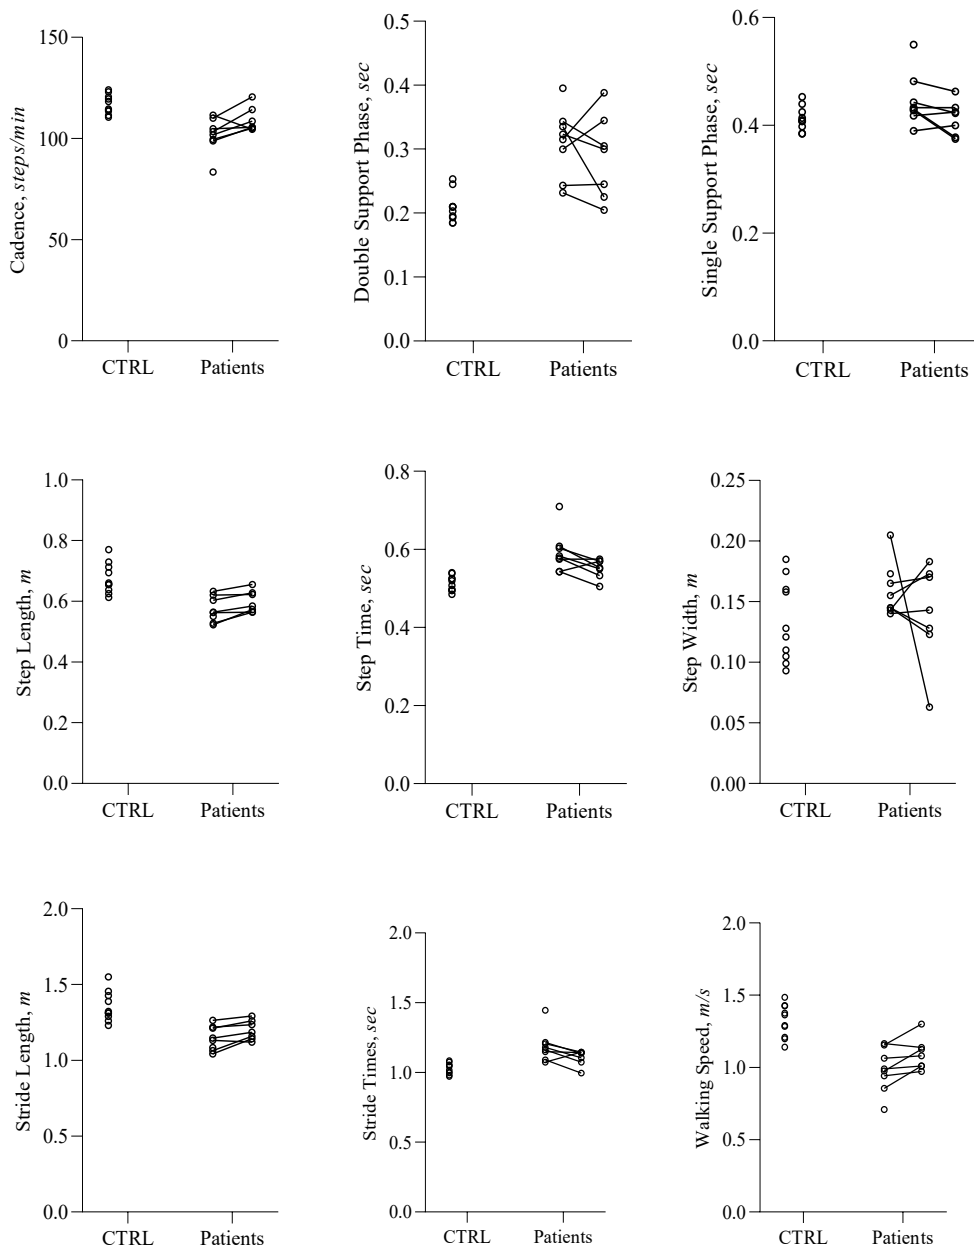 Cadence, steps/min
150
100
50
0
CTRL
Patients
Double Support Phase, sec
0.5
0.4
0.3
0.2
0.1
0.0
CTRL
Patients
Single Support Phase, sec
0.6
0.4
0.2
0.0
CTRL
Patients
Step Length, m
1.0
0.8
0.6
0.4
0.2
0.0
CTRL
Patients
Step Time, sec
0.8
0.6
0.4
0.2
0.0
CTRL
Patients
Step Width, m
0.25
0.20
0.15
0.10
0.05
0.00
CTRL
Patients
Stride Length, m
2.0
1.5
1.0
0.5
0.0
CTRL
Patients
Stride Times, sec
2.0
1.5
1.0
0.5
0.0
CTRL
Patients
Walking Speed, m/s
2.0
1.5
1.0
0.5
0.0
CTRL
Patients